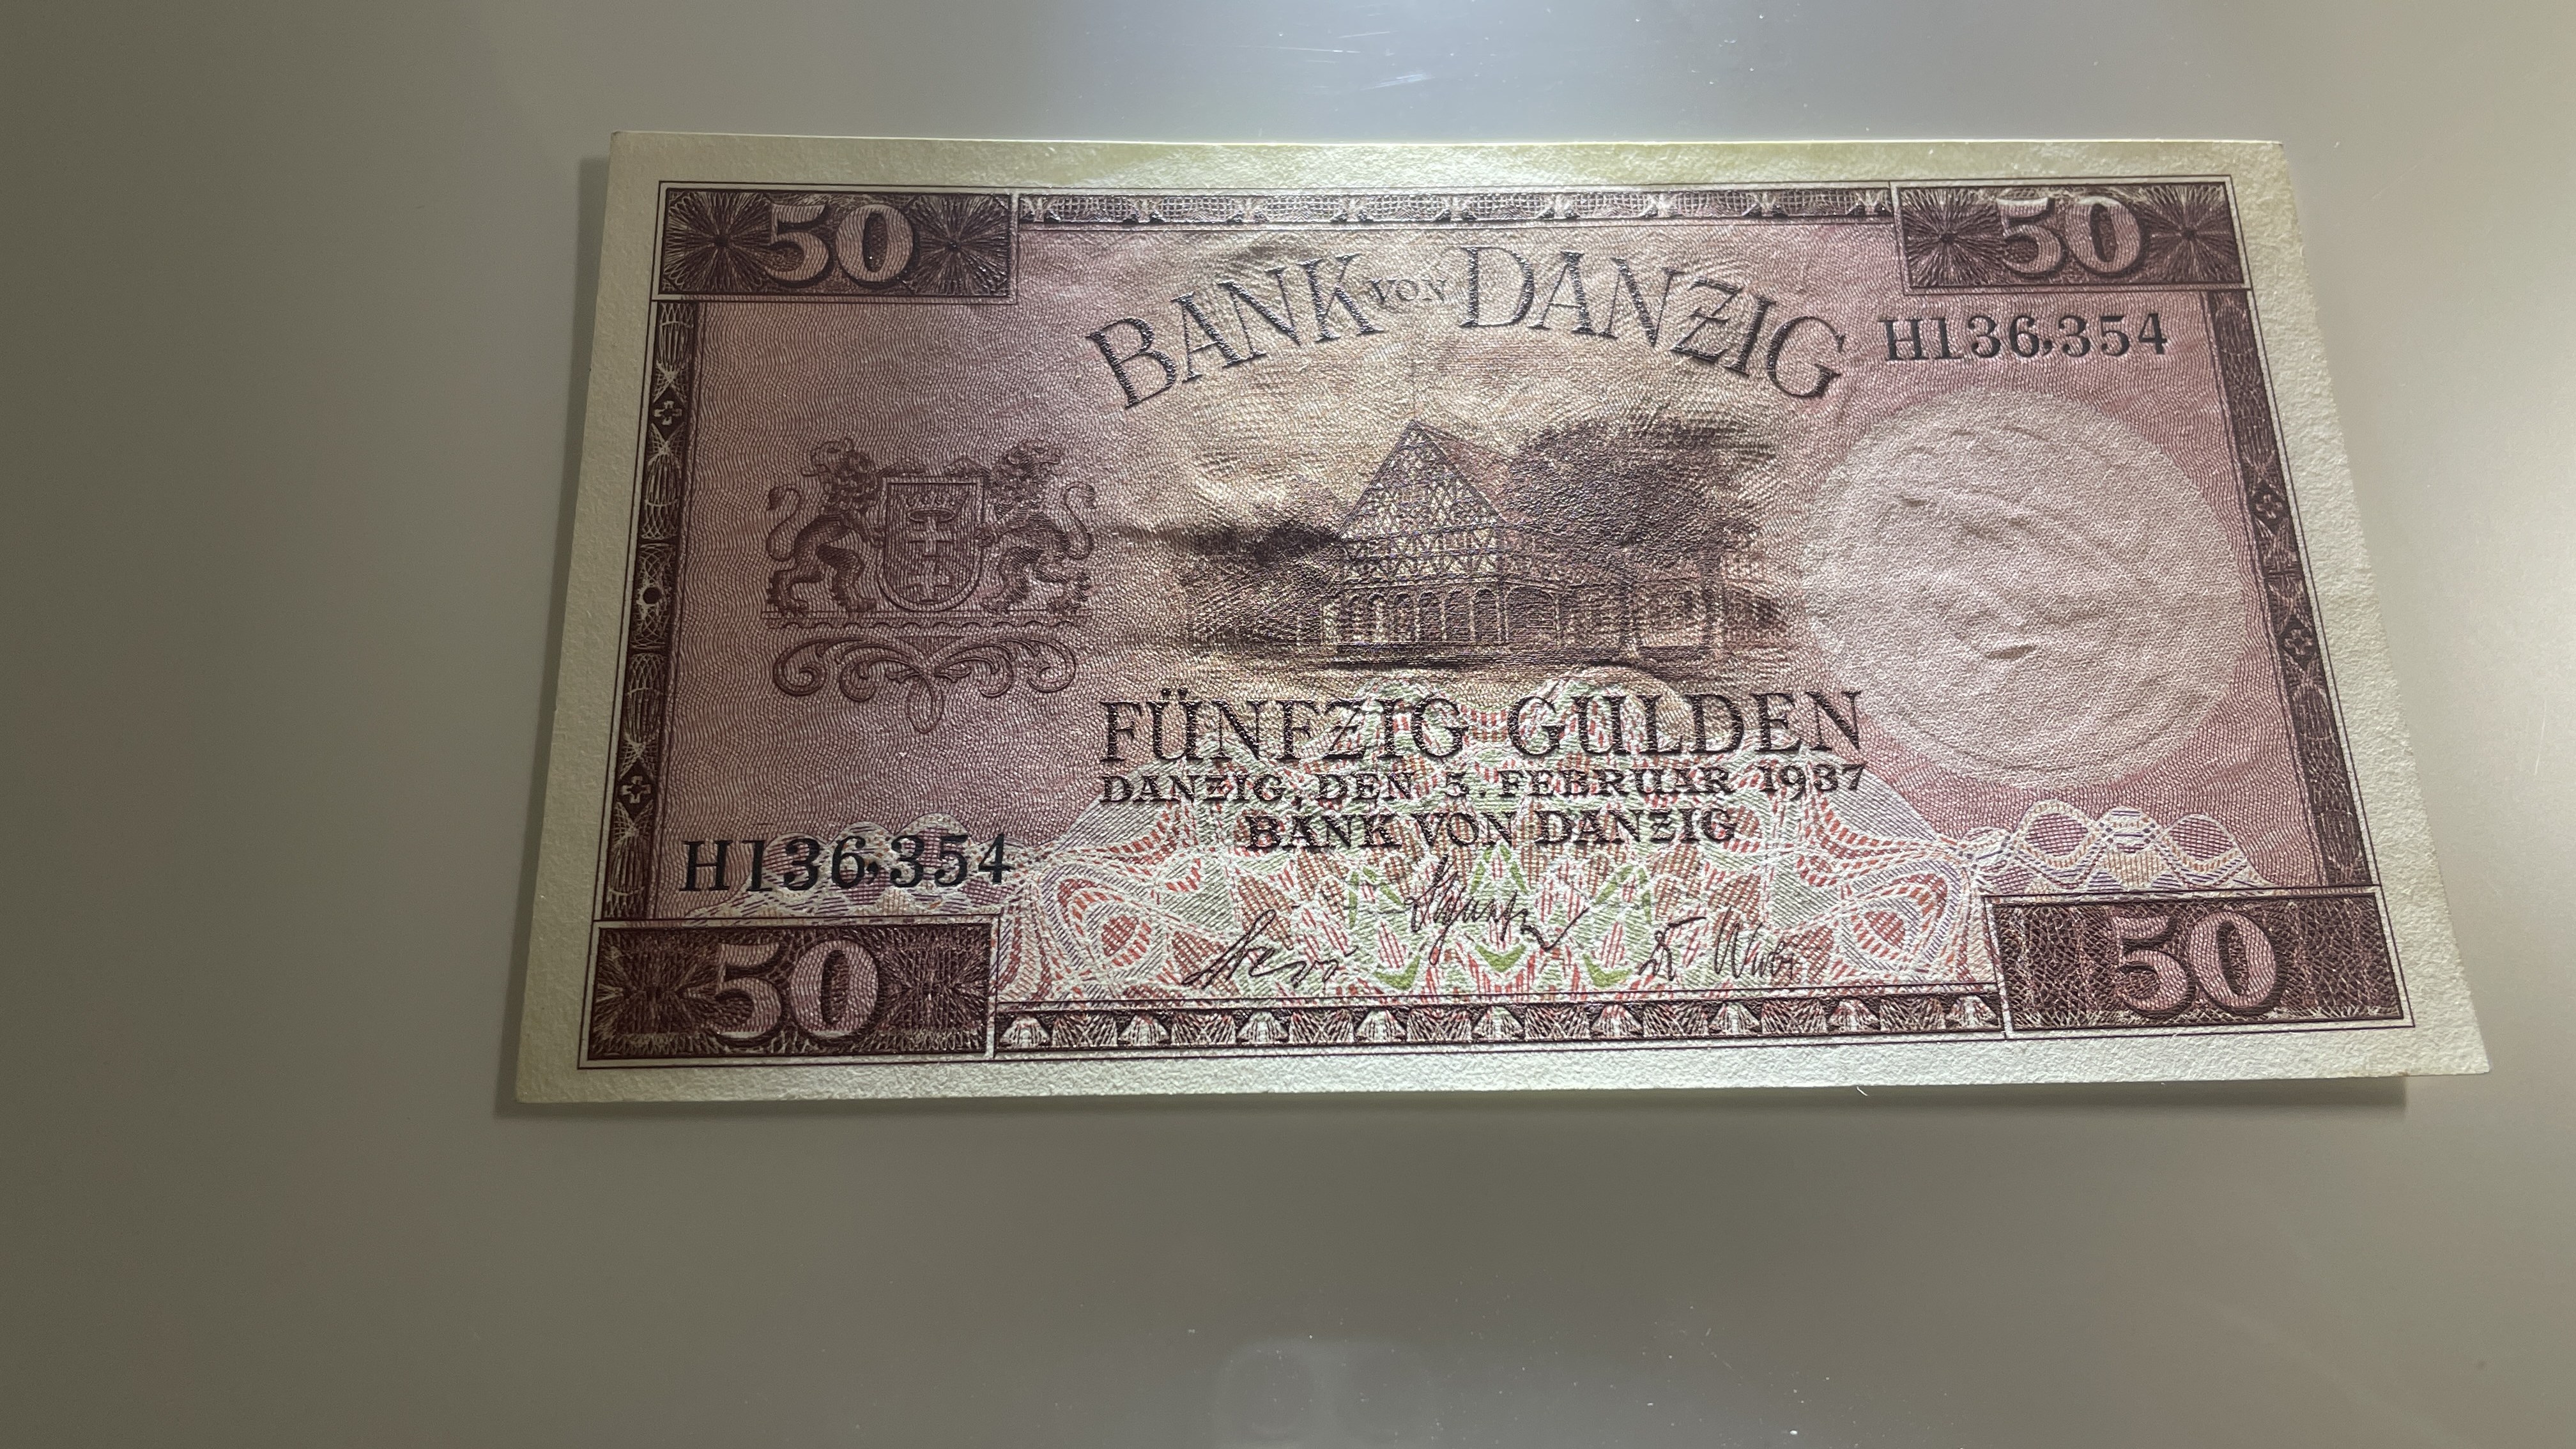 50 50
BANK VON DANZIG
H136,354
FÜNFZIG GULDEN
DANZIG, DEN 5. FEBRUAR 1937
BANK VON DANZIG
H136,354
50 50